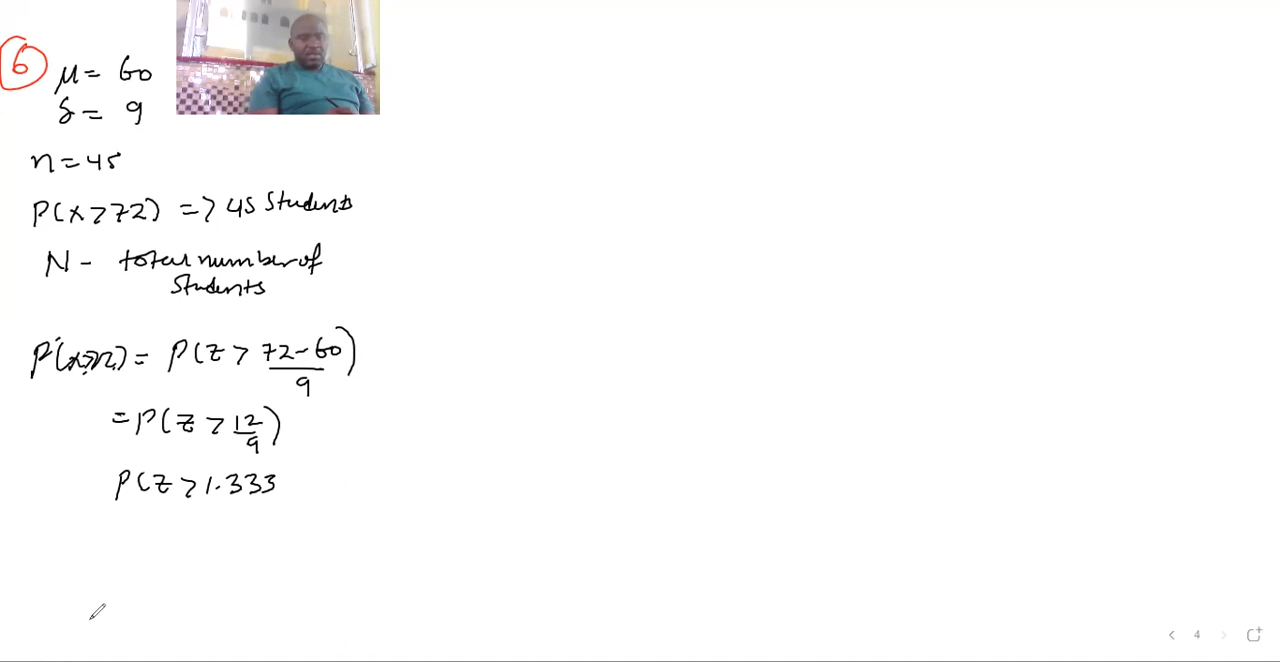 6
μ = 60
δ = 9
n = 45
P(x > 72) => 45 Students
N - total number of
Students
P(x>72) = P(Z > 72-60/9)
= P(Z > 12/9)
P(Z > 1.333
4